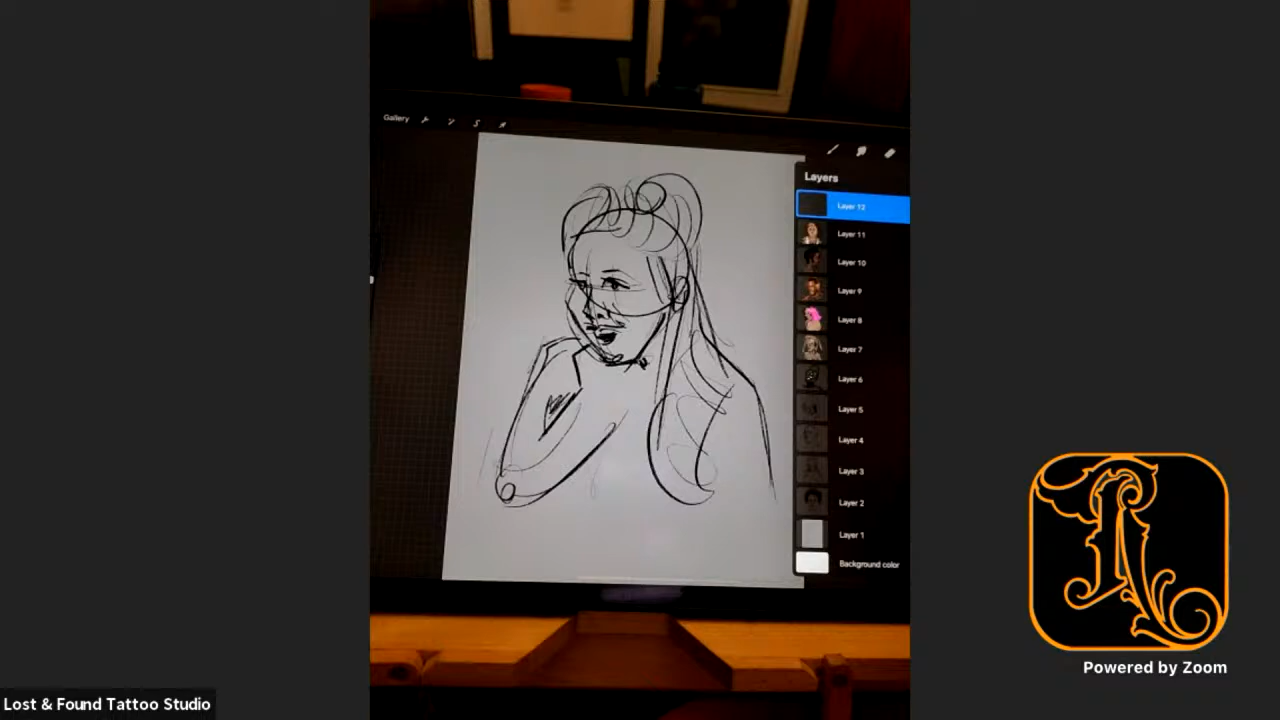 Gallery
Layers
Layer 12
Layer 11
Layer 10
Layer 9
Layer 8
Layer 7
Layer 6
Layer 5
Layer 4
Layer 3
Layer 2
Layer 1
Background color
Powered by Zoom
Lost & Found Tattoo Studio